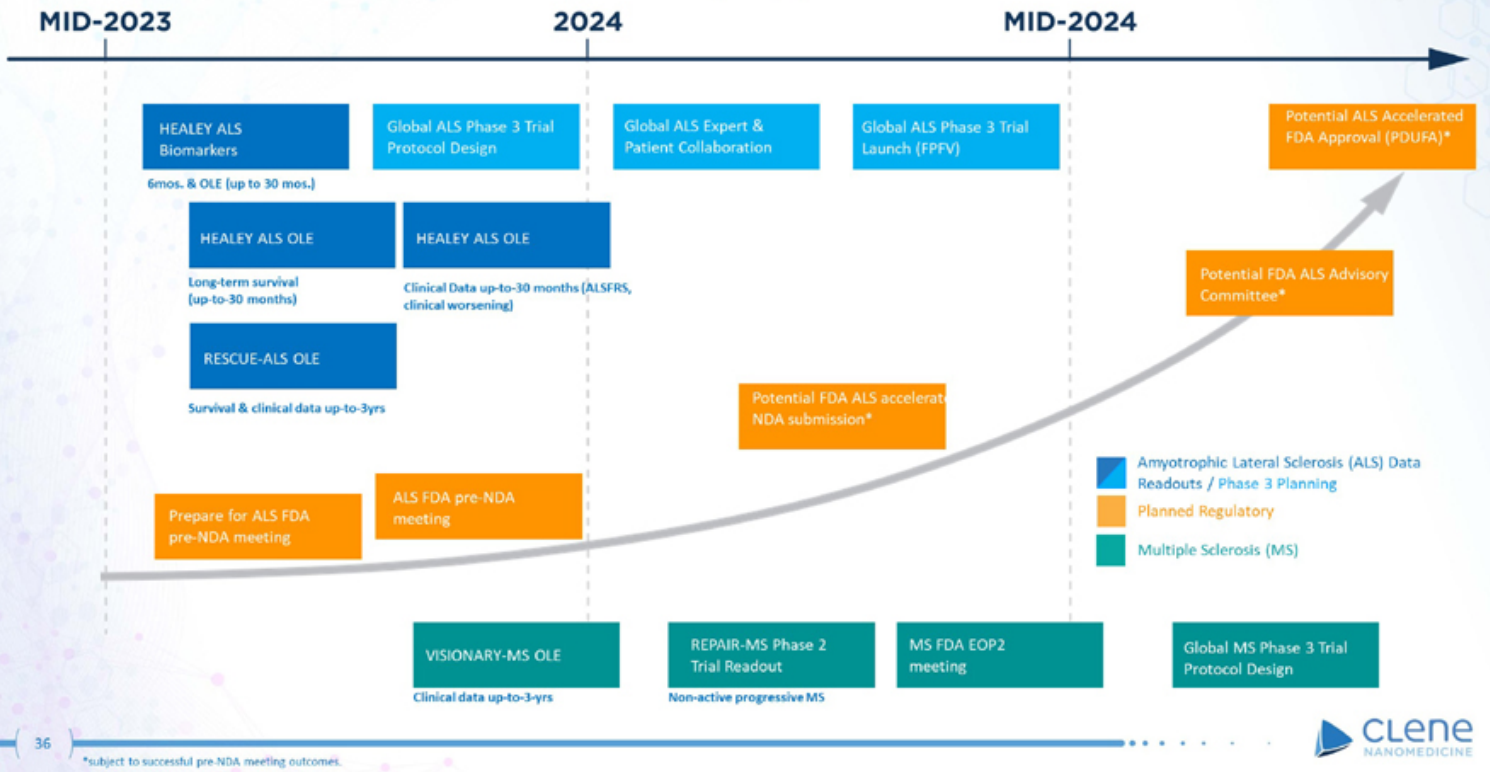 MID-2023
2024
MID-2024
HEALEY ALS
Biomarkers
6mos. & OLE (up to 30 mos.)
Global ALS Phase 3 Trial
Protocol Design
Global ALS Expert &
Patient Collaboration
Global ALS Phase 3 Trial
Launch (FPFV)
Potential ALS Accelerated
FDA Approval (PDUFA)*
HEALEY ALS OLE
Long-term survival
(up-to-30 months)
HEALEY ALS OLE
Clinical Data up-to-30 months (ALSFRS,
clinical worsening)
Potential FDA ALS Advisory
Committee*
RESCUE-ALS OLE
Survival & clinical data up-to-3yrs
Potential FDA ALS accelerate
NDA submission*
Prepare for ALS FDA
pre-NDA meeting
ALS FDA pre-NDA
meeting
Amyotrophic Lateral Sclerosis (ALS) Data
Readouts / Phase 3 Planning
Planned Regulatory
Multiple Sclerosis (MS)
VISIONARY-MS OLE
Clinical data up-to-3-yrs
REPAIR-MS Phase 2
Trial Readout
Non-active progressive MS
MS FDA EOP2
meeting
Global MS Phase 3 Trial
Protocol Design
36
*subject to successful pre-NDA meeting outcomes.
CLENE
NANOMEDICINE